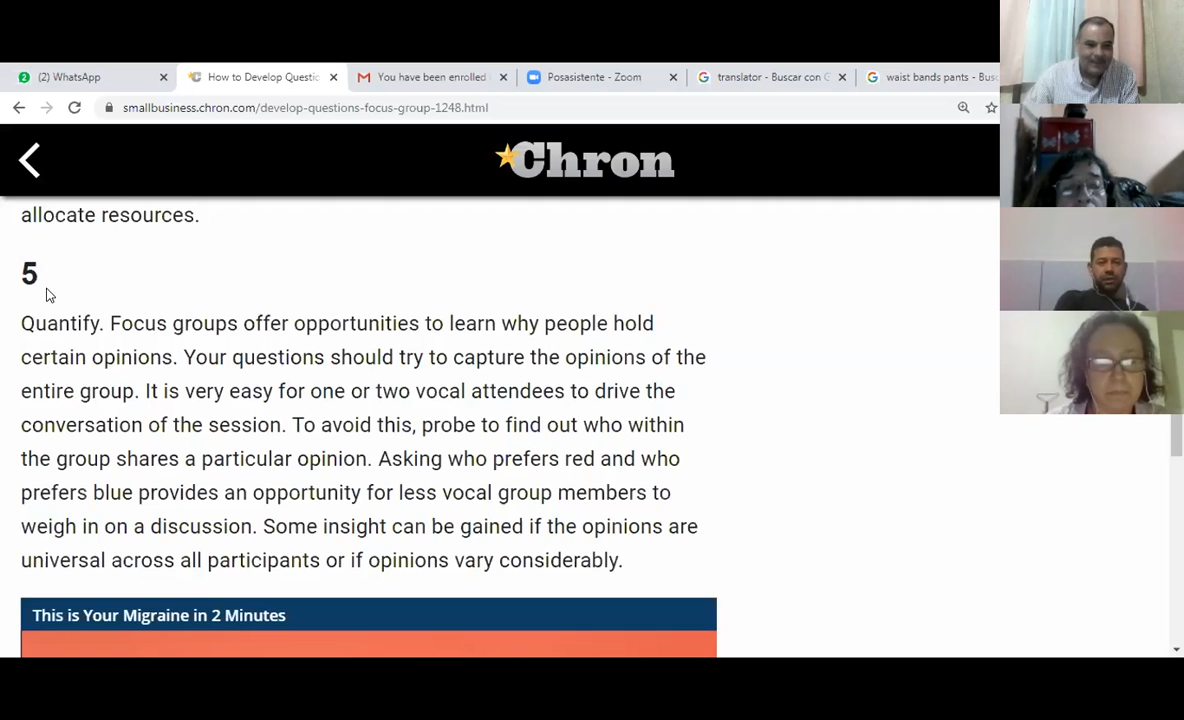 (2) WhatsApp
How to Develop Questio
You have been enrolled
Posasistente - Zoom
translator - Buscar con G
waist bands pants - Bus
smallbusiness.chron.com/develop-questions-focus-group-1248.html
Chron
allocate resources.
5
Quantify. Focus groups offer opportunities to learn why people hold
certain opinions. Your questions should try to capture the opinions of the
entire group. It is very easy for one or two vocal attendees to drive the
conversation of the session. To avoid this, probe to find out who within
the group shares a particular opinion. Asking who prefers red and who
prefers blue provides an opportunity for less vocal group members to
weigh in on a discussion. Some insight can be gained if the opinions are
universal across all participants or if opinions vary considerably.
This is Your Migraine in 2 Minutes